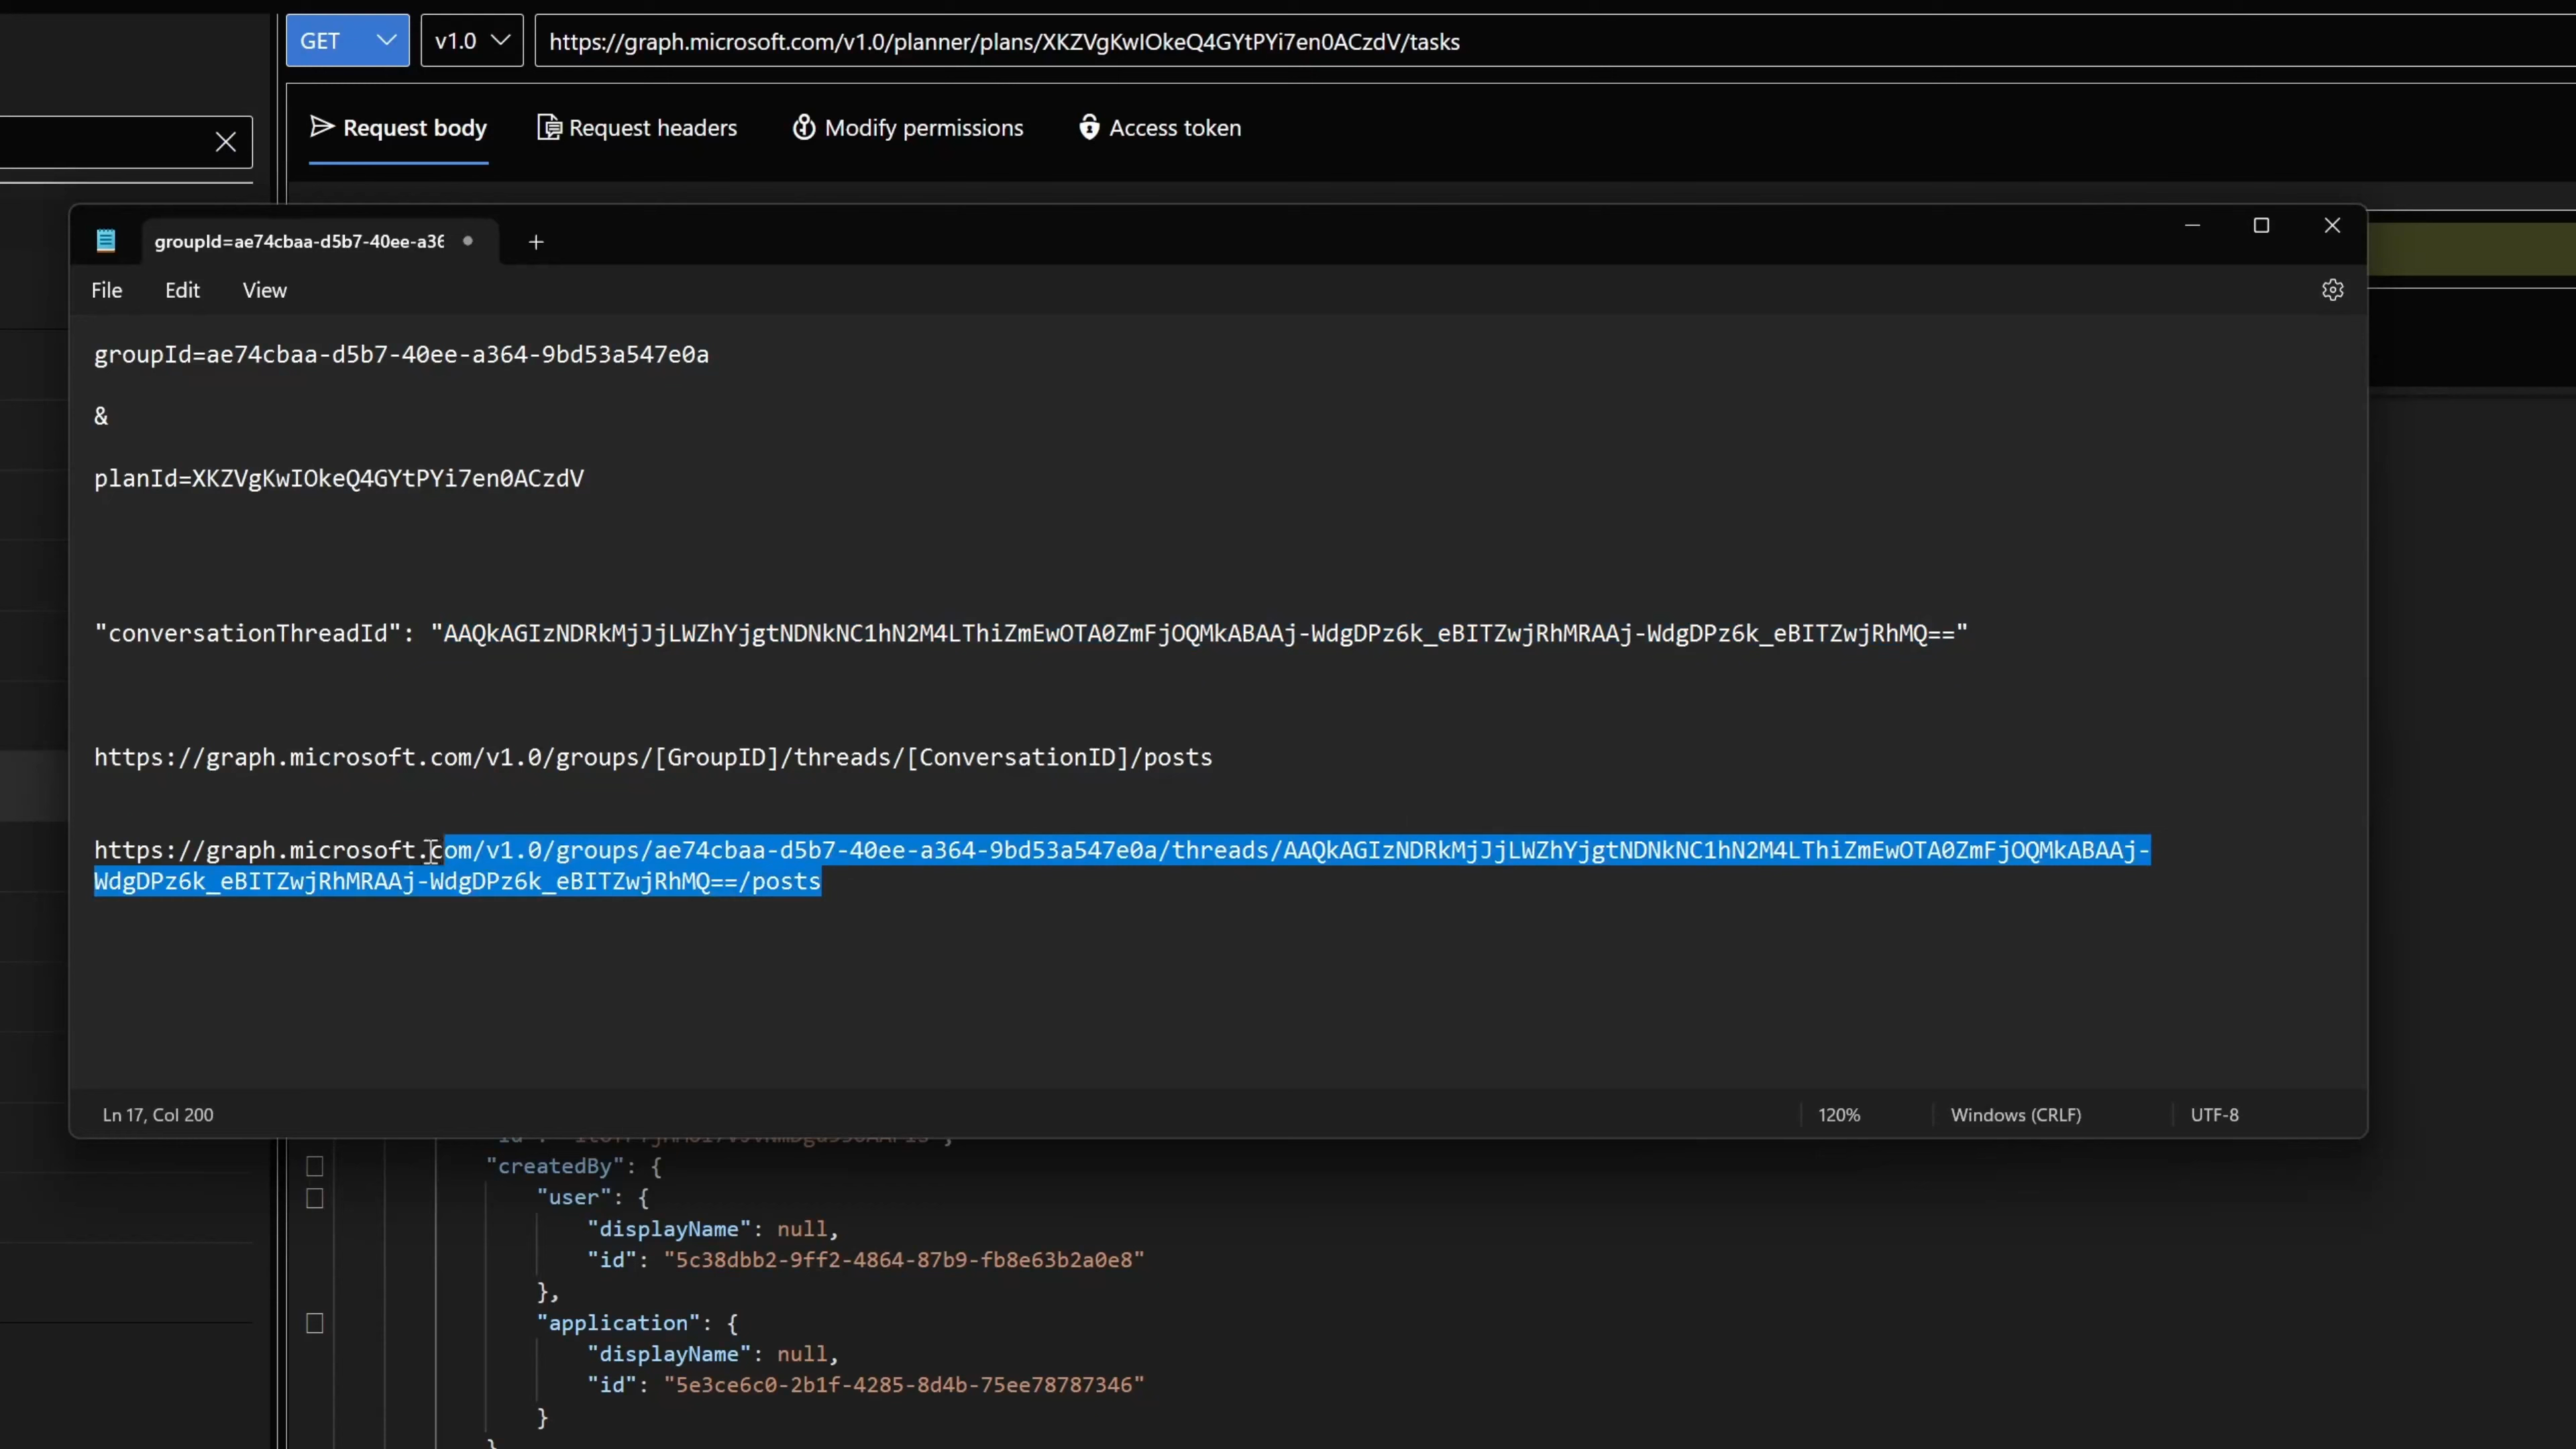 GET
v1.0
https://graph.microsoft.com/v1.0/planner/plans/XKZVgKwIOkeQ4GYtPYi7en0ACzdV/tasks
Request body
Request headers
Modify permissions
Access token
groupId=ae74cbaa-d5b7-40ee-a36
File
Edit
View
groupId=ae74cbaa-d5b7-40ee-a364-9bd53a547e0a
&
planId=XKZVgKwIOkeQ4GYtPYi7en0ACzdV
"conversationThreadId": "AAQkAGIzNDRkMjJjLWZhYjgtNDNkNC1hN2M4LThiZmEwOTA0ZmFjOQMkABAAj-WdgDPz6k_eBITZwjRhMRAAj-WdgDPz6k_eBITZwjRhMQ=="
https://graph.microsoft.com/v1.0/groups/[GroupID]/threads/[ConversationID]/posts
https://graph.microsoft.com/v1.0/groups/ae74cbaa-d5b7-40ee-a364-9bd53a547e0a/threads/AAQkAGIzNDRkMjJjLWZhYjgtNDNkNC1hN2M4LThiZmEwOTA0ZmFjOQMkABAAj-
WdgDPz6k_eBITZwjRhMRAAj-WdgDPz6k_eBITZwjRhMQ==/posts
Ln 17, Col 200
120%
Windows (CRLF)
UTF-8
"createdBy": {
"user": {
"displayName": null,
"id": "5c38dbb2-9ff2-4864-87b9-fb8e63b2a0e8"
},
"application": {
"displayName": null,
"id": "5e3ce6c0-2b1f-4285-8d4b-75ee78787346"
}